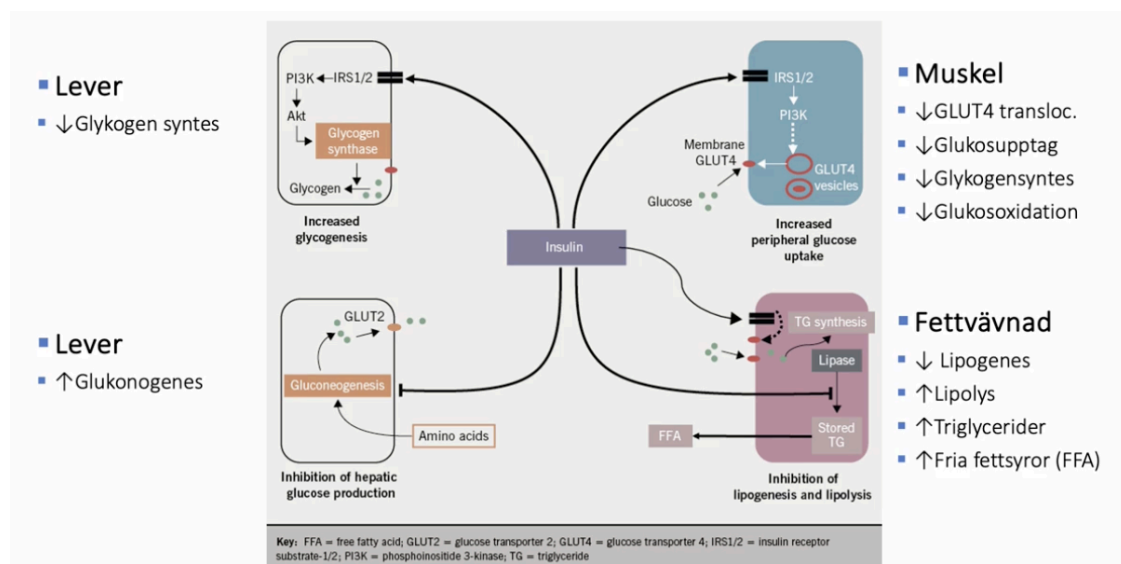 Lever
↓Glykogen syntes
Lever
↑Glukonogenes
PI3K
IRS1/2
Akt
Glycogen
synthase
Glycogen
Increased
glycogenesis
IRS1/2
PI3K
Membrane
GLUT4
GLUT4
vesicles
Glucose
Increased
peripheral glucose
uptake
Insulin
GLUT2
Gluconeogenesis
Amino acids
Inhibition of hepatic
glucose production
TG synthesis
Lipase
Stored
TG
FFA
Inhibition of
lipogenesis and lipolysis
Key: FFA = free fatty acid; GLUT2 = glucose transporter 2; GLUT4 = glucose transporter 4; IRS1/2 = insulin receptor
substrate-1/2; PI3K = phosphoinositide 3-kinase; TG = triglyceride
Muskel
↓GLUT4 transloc.
↓Glukosupptag
↓Glykogensyntes
↓Glukosoxidation
Fettvävnad
↓ Lipogenes
↑Lipolys
↑Triglycerider
↑Fria fettsyror (FFA)